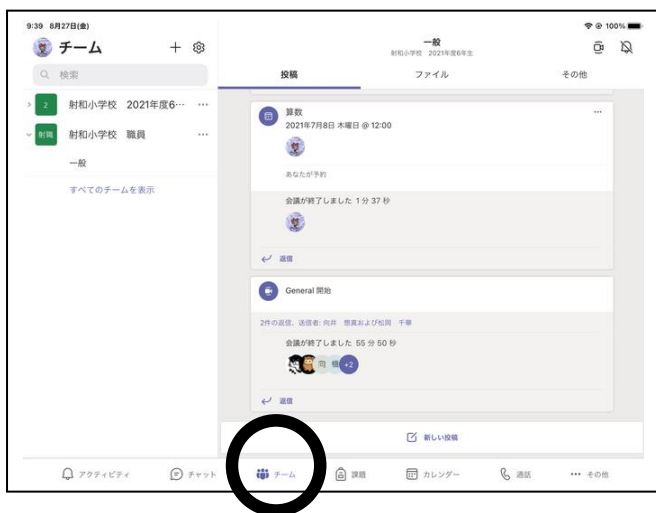 9:39 8月27日(金)
100%
チーム
一般
射和小学校 2021年度6年生
検索
投稿
ファイル
その他
2 射和小学校 2021年度6… …
射職 射和小学校 職員 …
一般
すべてのチームを表示
算数
2021年7月8日 木曜日 @ 12:00
あなたが予約
会議が終了しました 1 分 37 秒
返信
General 開始
2件の返信、送信者: 向井 想真および松岡 千華
会議が終了しました 55 分 50 秒
向
+2
返信
新しい投稿
アクティビティ
チャット
チーム
課題
カレンダー
通話
その他